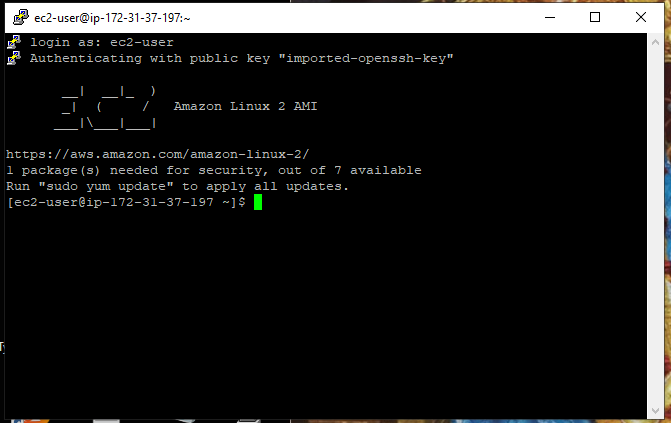 ec2-user@ip-172-31-37-197:~
login as: ec2-user
Authenticating with public key "imported-openssh-key"
       __|  __|_  )
       _|  (     /   Amazon Linux 2 AMI
      ___|\___|___|
https://aws.amazon.com/amazon-linux-2/
1 package(s) needed for security, out of 7 available
Run "sudo yum update" to apply all updates.
[ec2-user@ip-172-31-37-197 ~]$